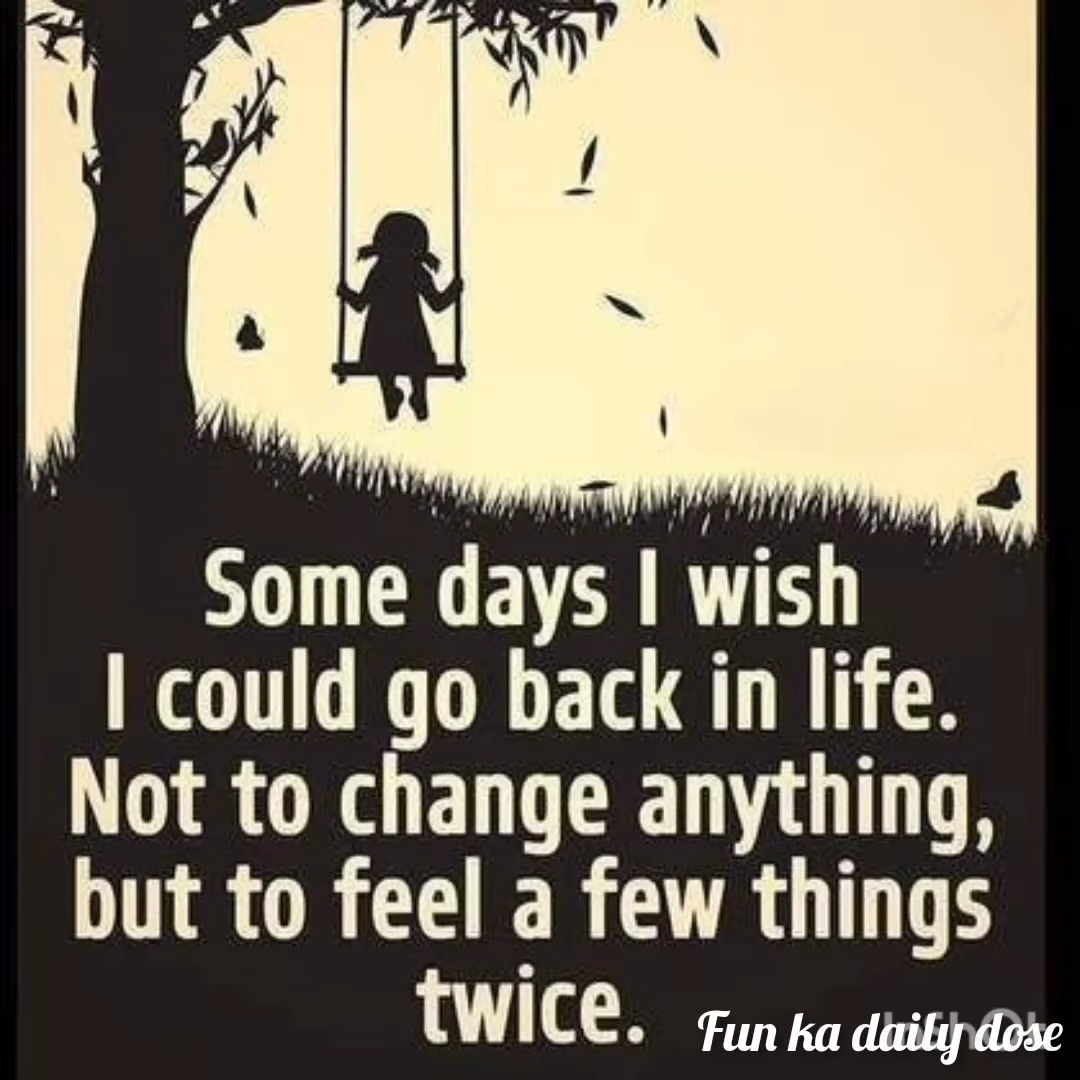 Some days I wish
I could go back in life.
Not to change anything,
but to feel a few things
twice.
Fun ka daily dose